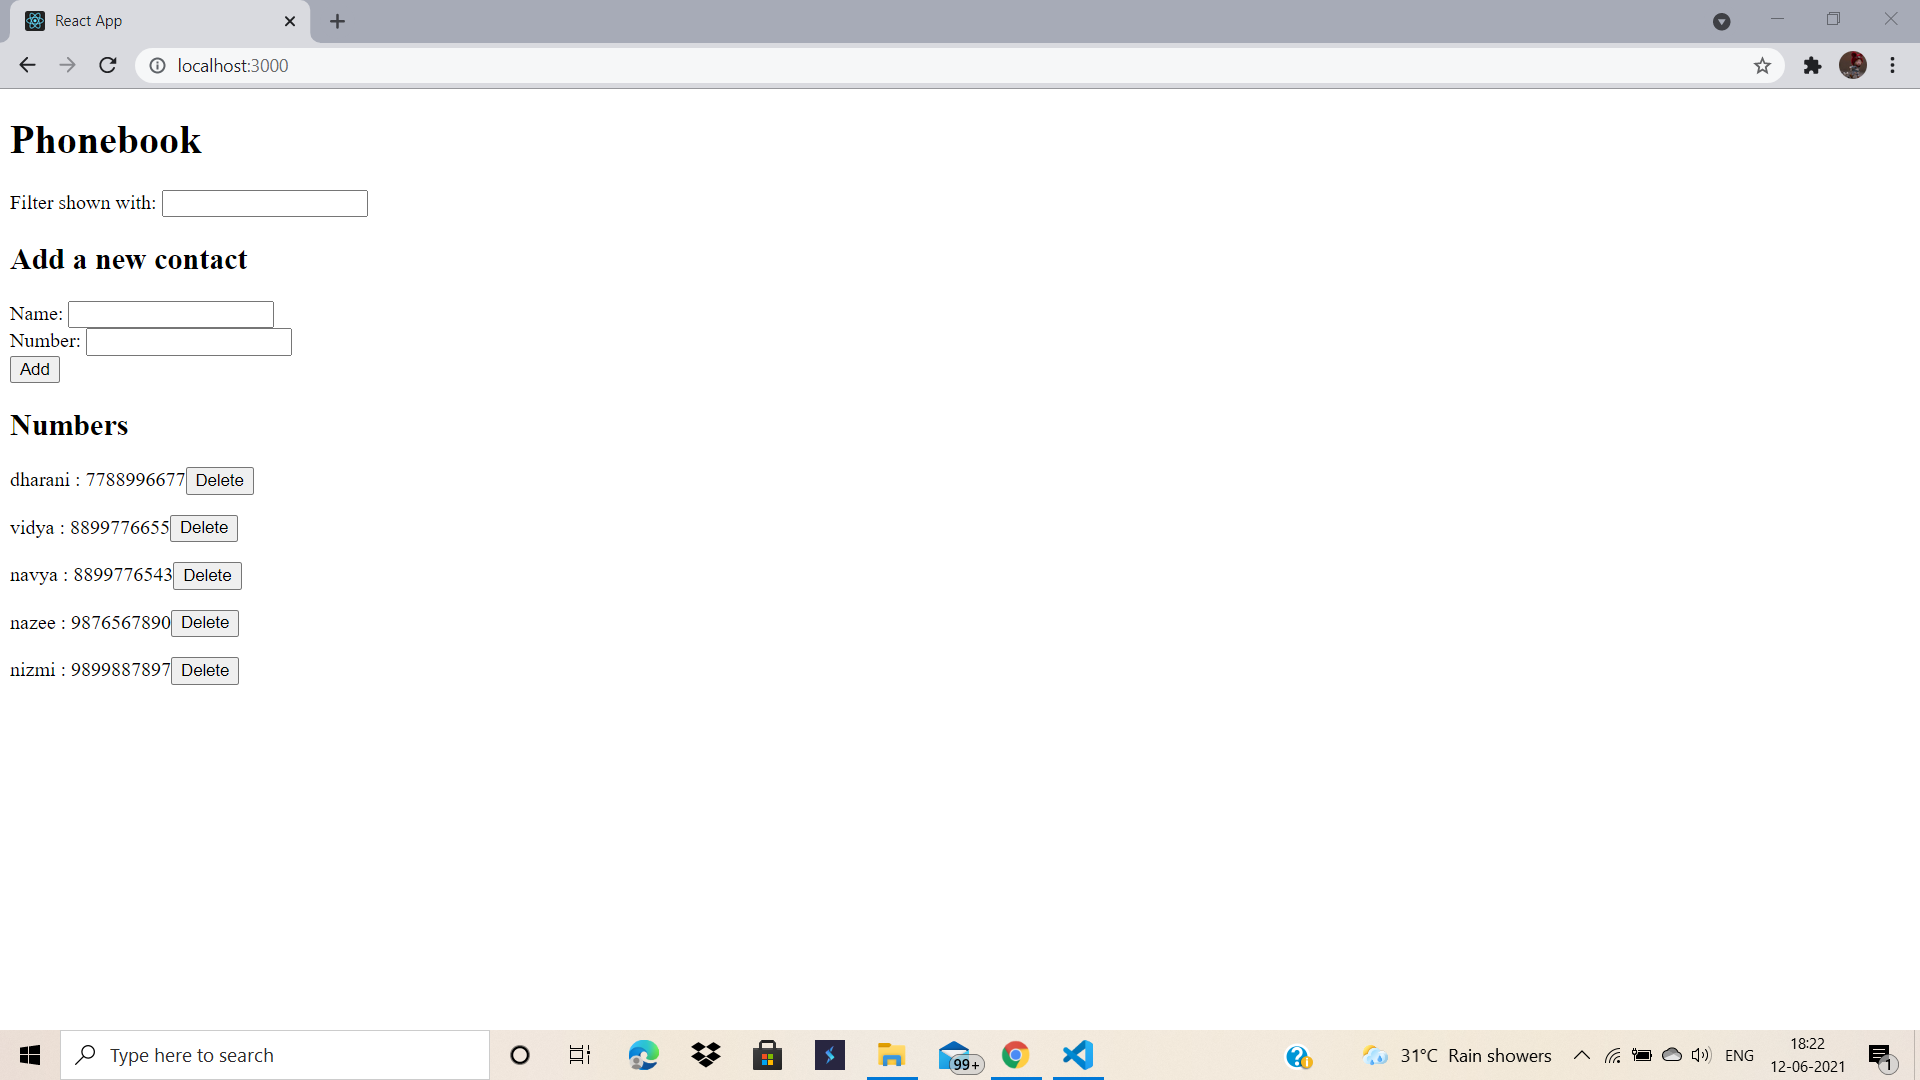 React App
localhost:3000
Phonebook
Filter shown with:
Add a new contact
Name:
Number:
Add
Numbers
dharani : 7788996677 Delete
vidya : 8899776655 Delete
navya : 8899776543 Delete
nazee : 9876567890 Delete
nizmi : 9899887897 Delete
Type here to search
99+
31°C Rain showers
ENG
18:22
12-06-2021
1